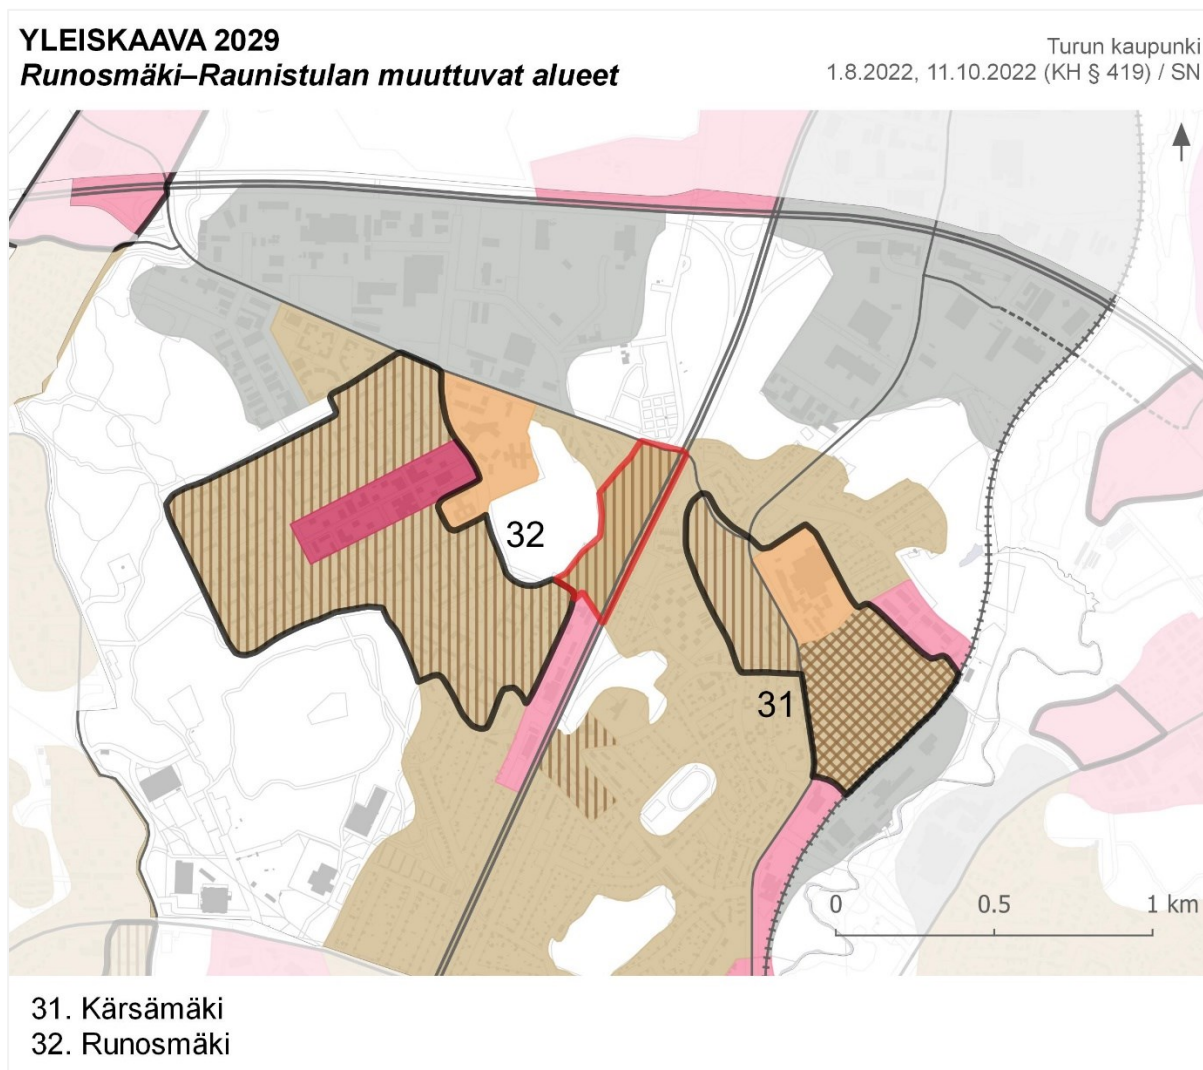 YLEISKAAVA 2029
Runosmäki–Raunistulan muuttuvat alueet
Turun kaupunki
1.8.2022, 11.10.2022 (KH § 419) / SN
32
31
0 0.5 1 km
31. Kärsämäki
32. Runosmäki